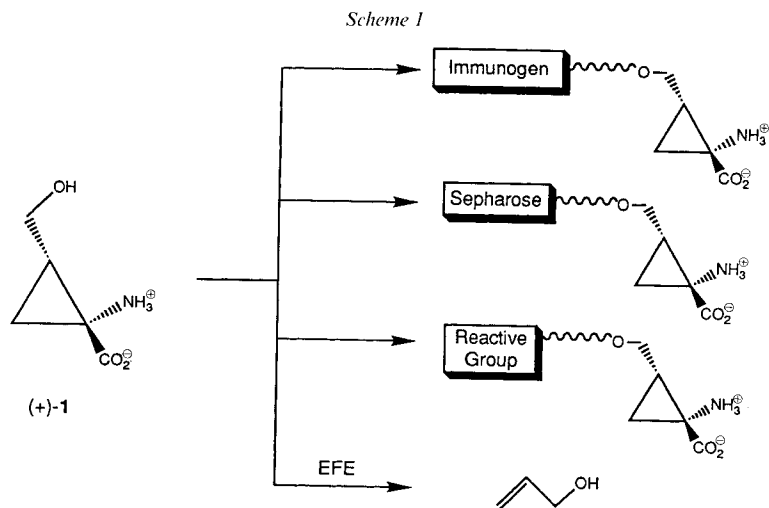 Scheme 1
Immunogen
O
NH₃⊕
CO₂⊖
OH
Sepharose
O
NH₃⊕
CO₂⊖
NH₃⊕
CO₂⊖
(+)-1
Reactive
Group
O
NH₃⊕
CO₂⊖
EFE
OH